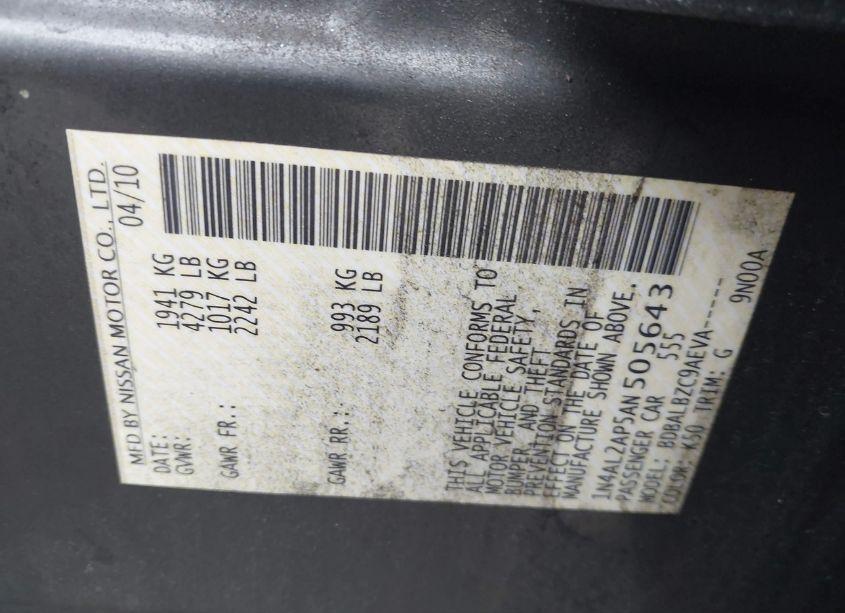 MFD BY NISSAN MOTOR CO., LTD.
DATE: 04/10
GVWR: 1941 KG
4279 LB
GAWR FR.: 1017 KG
2242 LB
GAWR RR.: 993 KG
2189 LB
THIS VEHICLE CONFORMS TO
ALL APPLICABLE FEDERAL
MOTOR VEHICLE SAFETY,
BUMPER, AND THEFT
PREVENTION STANDARDS IN
EFFECT ON THE DATE OF
MANUFACTURE SHOWN ABOVE.
1N4AL2AP5AN505643
PASSENGER CAR 555
MODEL: BDBALBZC9AEVA-----
COLOR: K50 TRIM: G 9N00A